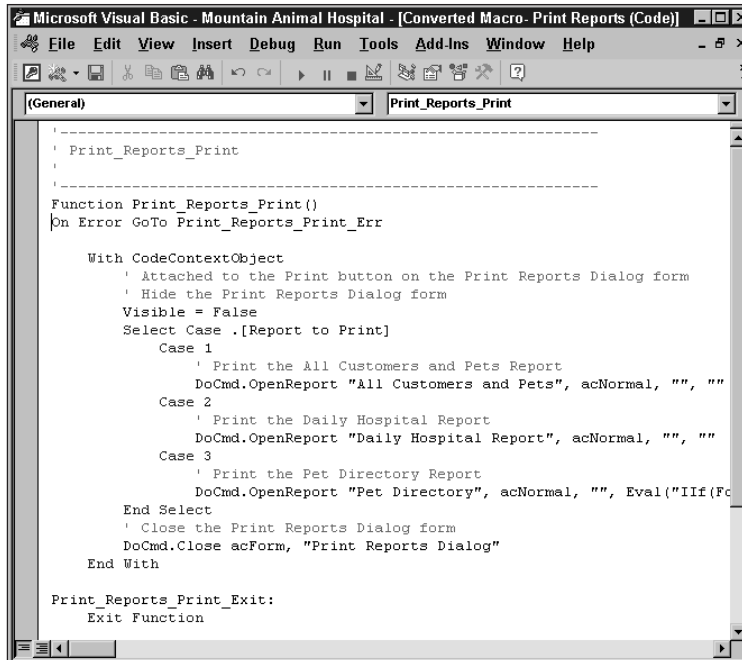 Microsoft Visual Basic - Mountain Animal Hospital - [Converted Macro- Print Reports (Code)]
File Edit View Insert Debug Run Tools Add-Ins Window Help
(General) Print_Reports_Print
'------------------------------------------------------------
' Print_Reports_Print
'
'------------------------------------------------------------
Function Print_Reports_Print()
On Error GoTo Print_Reports_Print_Err
With CodeContextObject
' Attached to the Print button on the Print Reports Dialog form
' Hide the Print Reports Dialog form
Visible = False
Select Case .[Report to Print]
Case 1
' Print the All Customers and Pets Report
DoCmd.OpenReport "All Customers and Pets", acNormal, "", ""
Case 2
' Print the Daily Hospital Report
DoCmd.OpenReport "Daily Hospital Report", acNormal, "", ""
Case 3
' Print the Pet Directory Report
DoCmd.OpenReport "Pet Directory", acNormal, "", Eval("IIf(Fo
End Select
' Close the Print Reports Dialog form
DoCmd.Close acForm, "Print Reports Dialog"
End With
Print_Reports_Print_Exit:
Exit Function